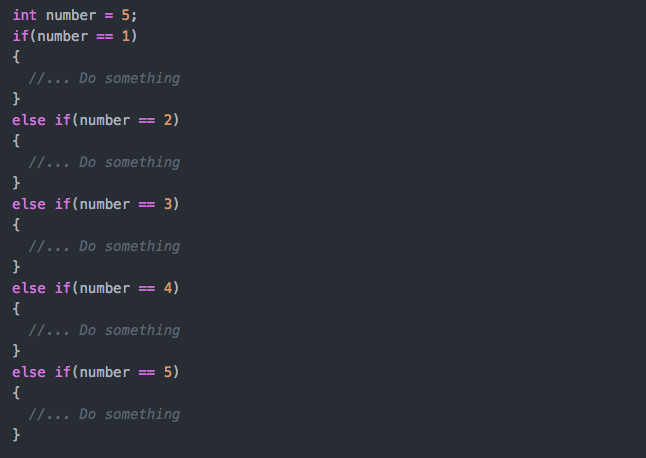 int number = 5;
if(number == 1)
{
  //... Do something
}
else if(number == 2)
{
  //... Do something
}
else if(number == 3)
{
  //... Do something
}
else if(number == 4)
{
  //... Do something
}
else if(number == 5)
{
  //... Do something
}